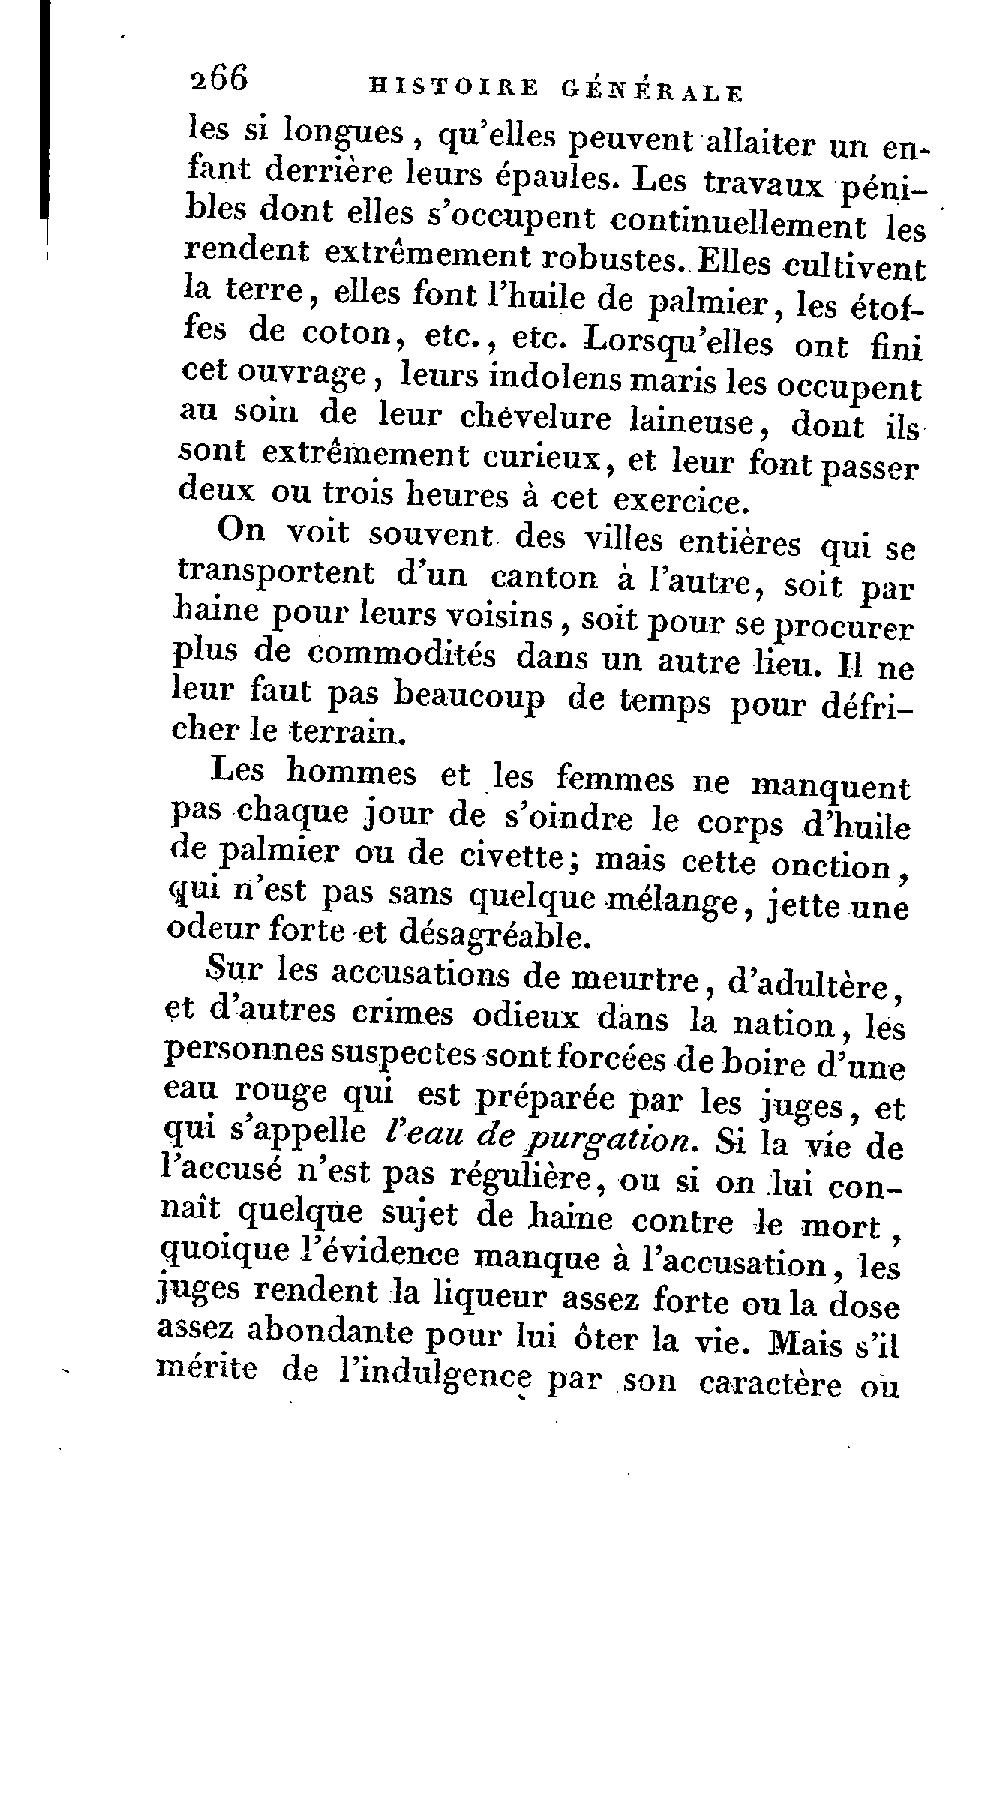 266 HISTOIRE GÉNÉRALE
les si longues, qu'elles peuvent allaiter un en-
fant derrière leurs épaules. Les travaux péni-
bles dont elles s'occupent continuellement les
rendent extrêmement robustes. Elles cultivent
la terre, elles font l'huile de palmier, les étof-
fes de coton, etc., etc. Lorsqu'elles ont fini
cet ouvrage, leurs indolens maris les occupent
au soin de leur chevelure laineuse, dont ils
sont extrêmement curieux, et leur font passer
deux ou trois heures à cet exercice.
On voit souvent des villes entières qui se
transportent d'un canton à l'autre, soit par
haine pour leurs voisins, soit pour se procurer
plus de commodités dans un autre lieu. Il ne
leur faut pas beaucoup de temps pour défri-
cher le terrain.
Les hommes et les femmes ne manquent
pas chaque jour de s'oindre le corps d'huile
de palmier ou de civette; mais cette onction,
qui n'est pas sans quelque mélange, jette une
odeur forte et désagréable.
Sur les accusations de meurtre, d'adultère,
et d'autres crimes odieux dans la nation, les
personnes suspectes sont forcées de boire d'une
eau rouge qui est préparée par les juges, et
qui s'appelle l'eau de purgation. Si la vie de
l'accusé n'est pas régulière, ou si on lui con-
naît quelque sujet de haine contre le mort,
quoique l'évidence manque à l'accusation, les
juges rendent la liqueur assez forte ou la dose
assez abondante pour lui ôter la vie. Mais s'il
mérite de l'indulgence par son caractère ou